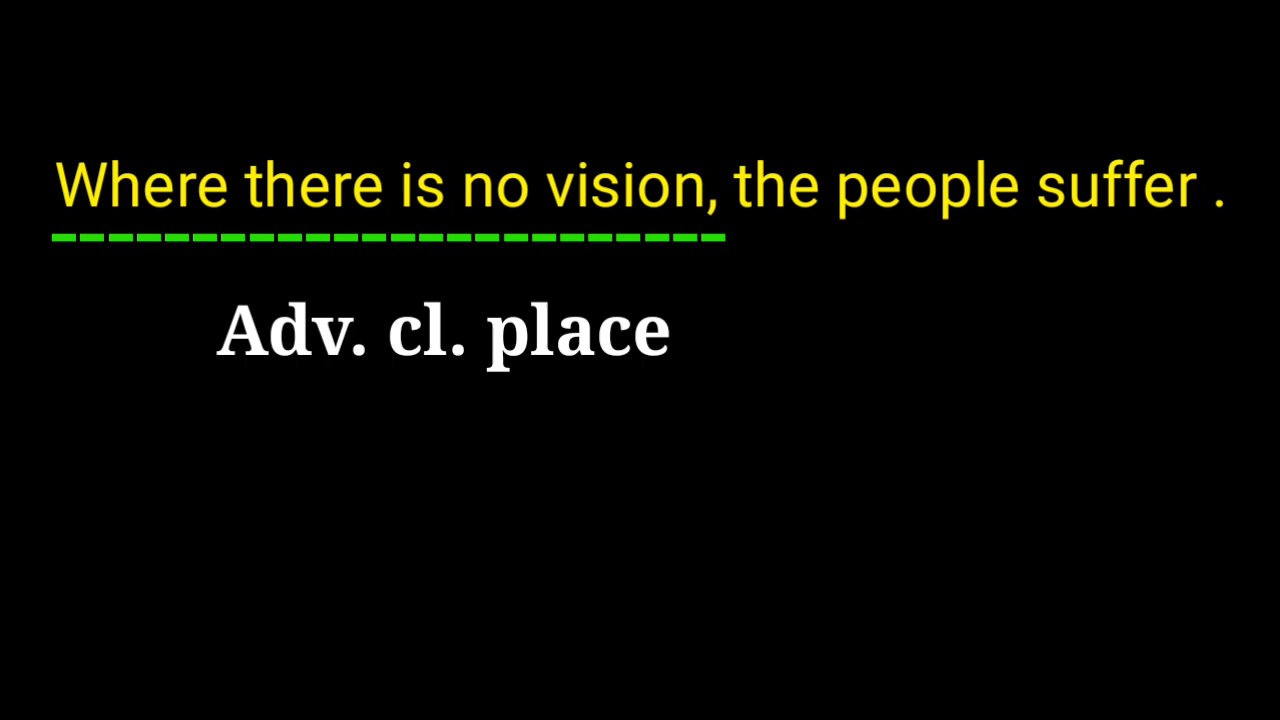 Where there is no vision, the people suffer .
Adv. cl. place